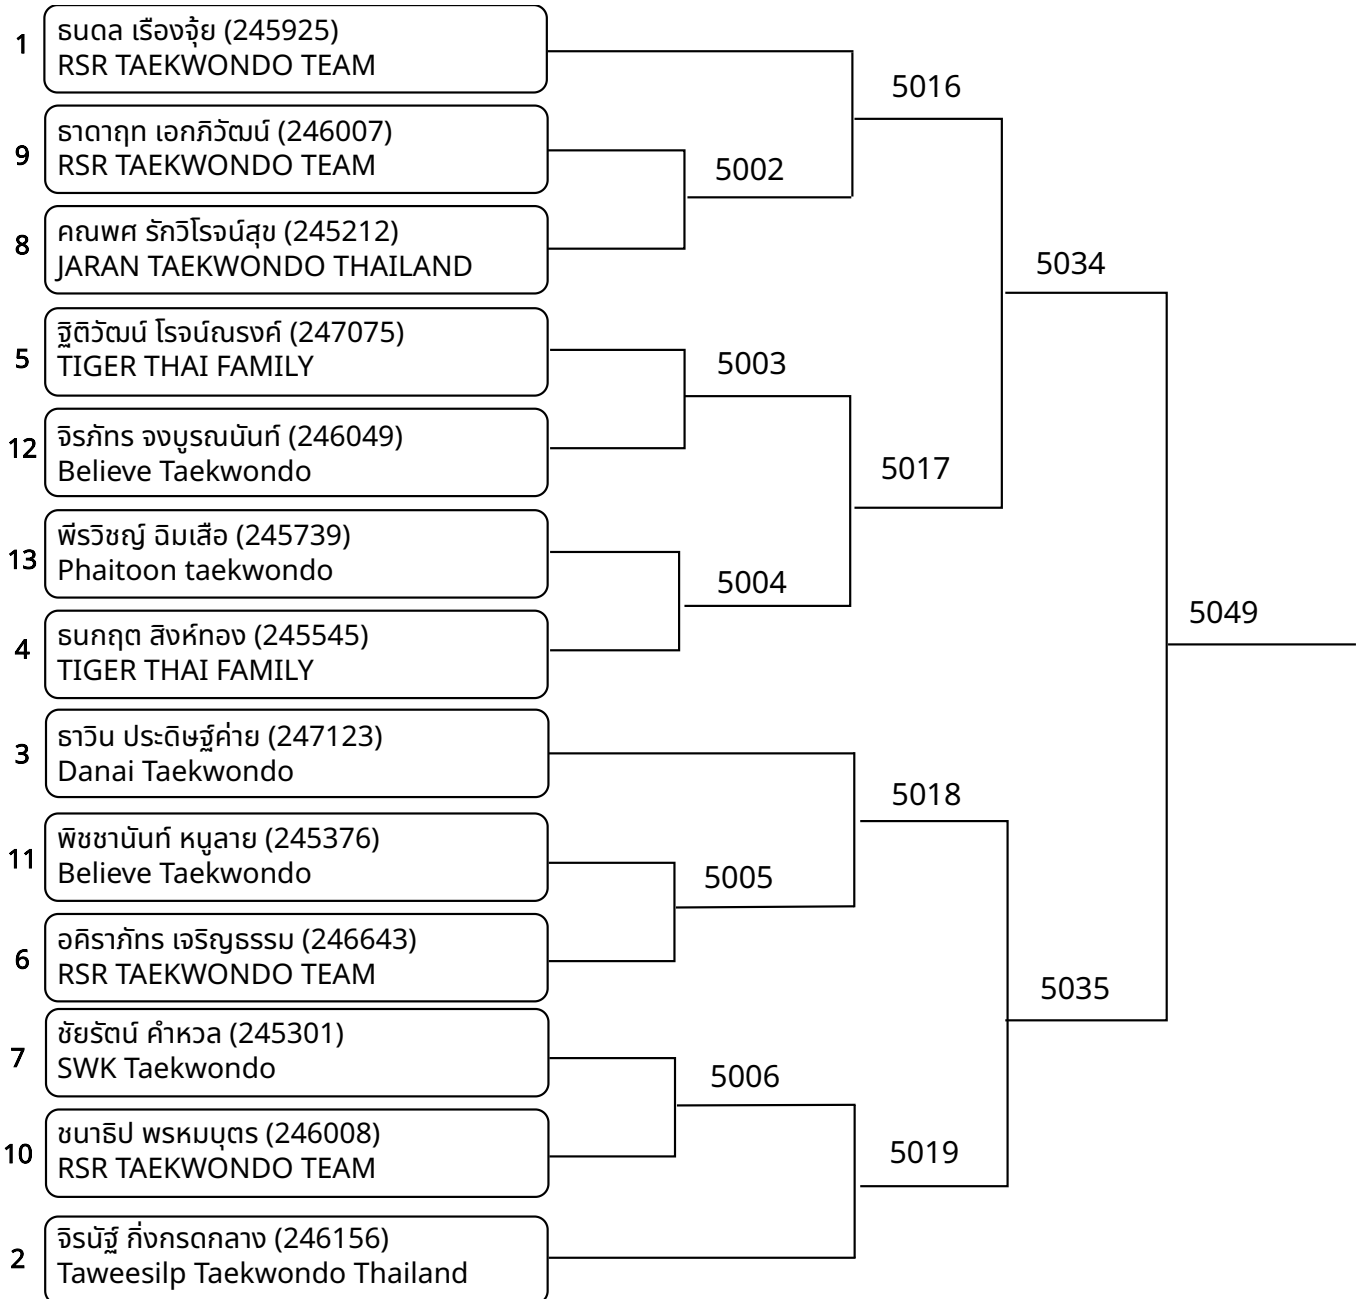 1
ธนดล เรืองจุ้ย (245925)
RSR TAEKWONDO TEAM
9
ธาดาฤท เอกภิวัฒน์ (246007)
RSR TAEKWONDO TEAM
8
คณพศ รักวิโรจน์สุข (245212)
JARAN TAEKWONDO THAILAND
5
ฐิติวัฒน์ โรจน์ณรงค์ (247075)
TIGER THAI FAMILY
12
จิรภัทร จงบูรณนันท์ (246049)
Believe Taekwondo
13
พีรวิชญ์ ฉิมเสือ (245739)
Phaitoon taekwondo
4
ธนกฤต สิงห์ทอง (245545)
TIGER THAI FAMILY
3
ธาวิน ประดิษฐ์ค่าย (247123)
Danai Taekwondo
11
พิชชานันท์ หนูลาย (245376)
Believe Taekwondo
6
อคิราภัทร เจริญธรรม (246643)
RSR TAEKWONDO TEAM
7
ชัยรัตน์ คำหวล (245301)
SWK Taekwondo
10
ชนาธิป พรหมบุตร (246008)
RSR TAEKWONDO TEAM
2
จิรนัฐ์ กิ่งกรดกลาง (246156)
Taweesilp Taekwondo Thailand
5002
5003
5004
5005
5006
5016
5017
5018
5019
5034
5035
5049